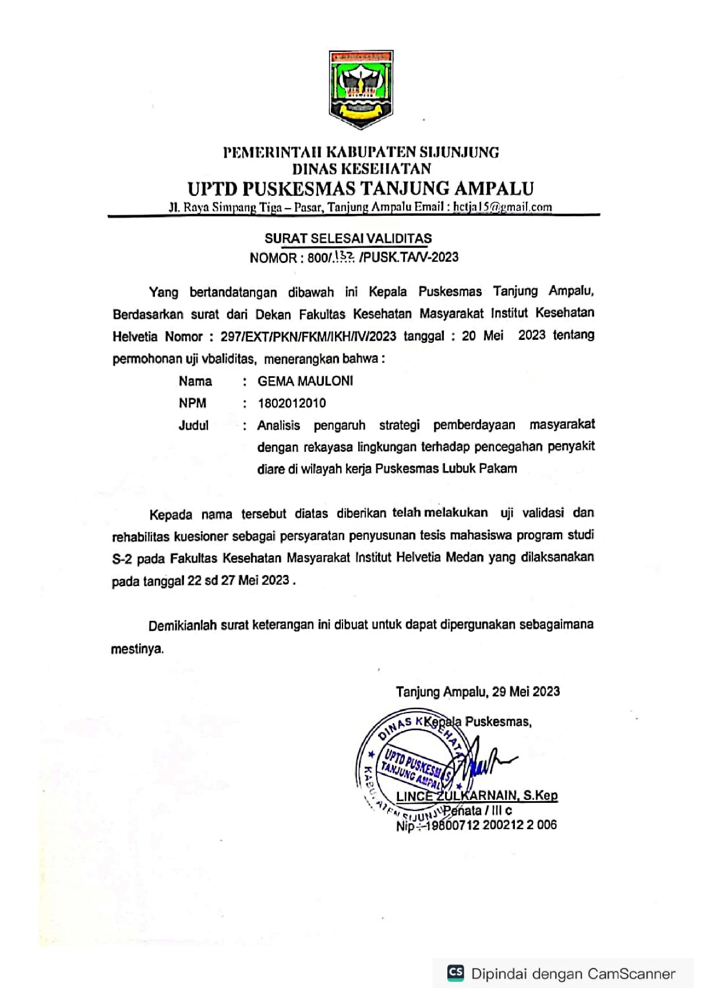 PEMERINTAH KABUPATEN SIJUNJUNG
DINAS KESEHATAN
UPTD PUSKESMAS TANJUNG AMPALU
Jl. Raya Simpang Tiga – Pasar, Tanjung Ampalu Email : hctja15@gmail.com
SURAT SELESAI VALIDITAS
NOMOR : 800/.137. /PUSK.TA/V-2023
Yang bertandatangan dibawah ini Kepala Puskesmas Tanjung Ampalu,
Berdasarkan surat dari Dekan Fakultas Kesehatan Masyarakat Institut Kesehatan
Helvetia Nomor : 297/EXT/PKN/FKM/IKH/IV/2023 tanggal : 20 Mei 2023 tentang
permohonan uji vbaliditas, menerangkan bahwa :
Nama : GEMA MAULONI
NPM : 1802012010
Judul : Analisis pengaruh strategi pemberdayaan masyarakat
dengan rekayasa lingkungan terhadap pencegahan penyakit
diare di wilayah kerja Puskesmas Lubuk Pakam
Kepada nama tersebut diatas diberikan telah melakukan uji validasi dan
rehabilitas kuesioner sebagai persyaratan penyusunan tesis mahasiswa program studi
S-2 pada Fakultas Kesehatan Masyarakat Institut Helvetia Medan yang dilaksanakan
pada tanggal 22 sd 27 Mei 2023 .
Demikianlah surat keterangan ini dibuat untuk dapat dipergunakan sebagaimana
mestinya.
Tanjung Ampalu, 29 Mei 2023
Kepala Puskesmas,
DINAS KESEHATAN
UPTD PUSKESMAS
TANJUNG AMPALU
KABUPATEN SIJUNJUNG
LINCE ZULKARNAIN, S.Kep
Penata / III c
Nip : 19800712 200212 2 006
CS Dipindai dengan CamScanner